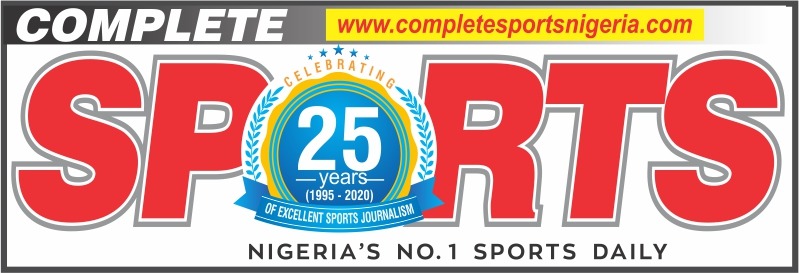 COMPLETE
www.completesportsnigeria.com
SPORTS
CELEBRATING
25
years
(1995 - 2020)
OF EXCELLENT SPORTS JOURNALISM
NIGERIA'S NO.1 SPORTS DAILY